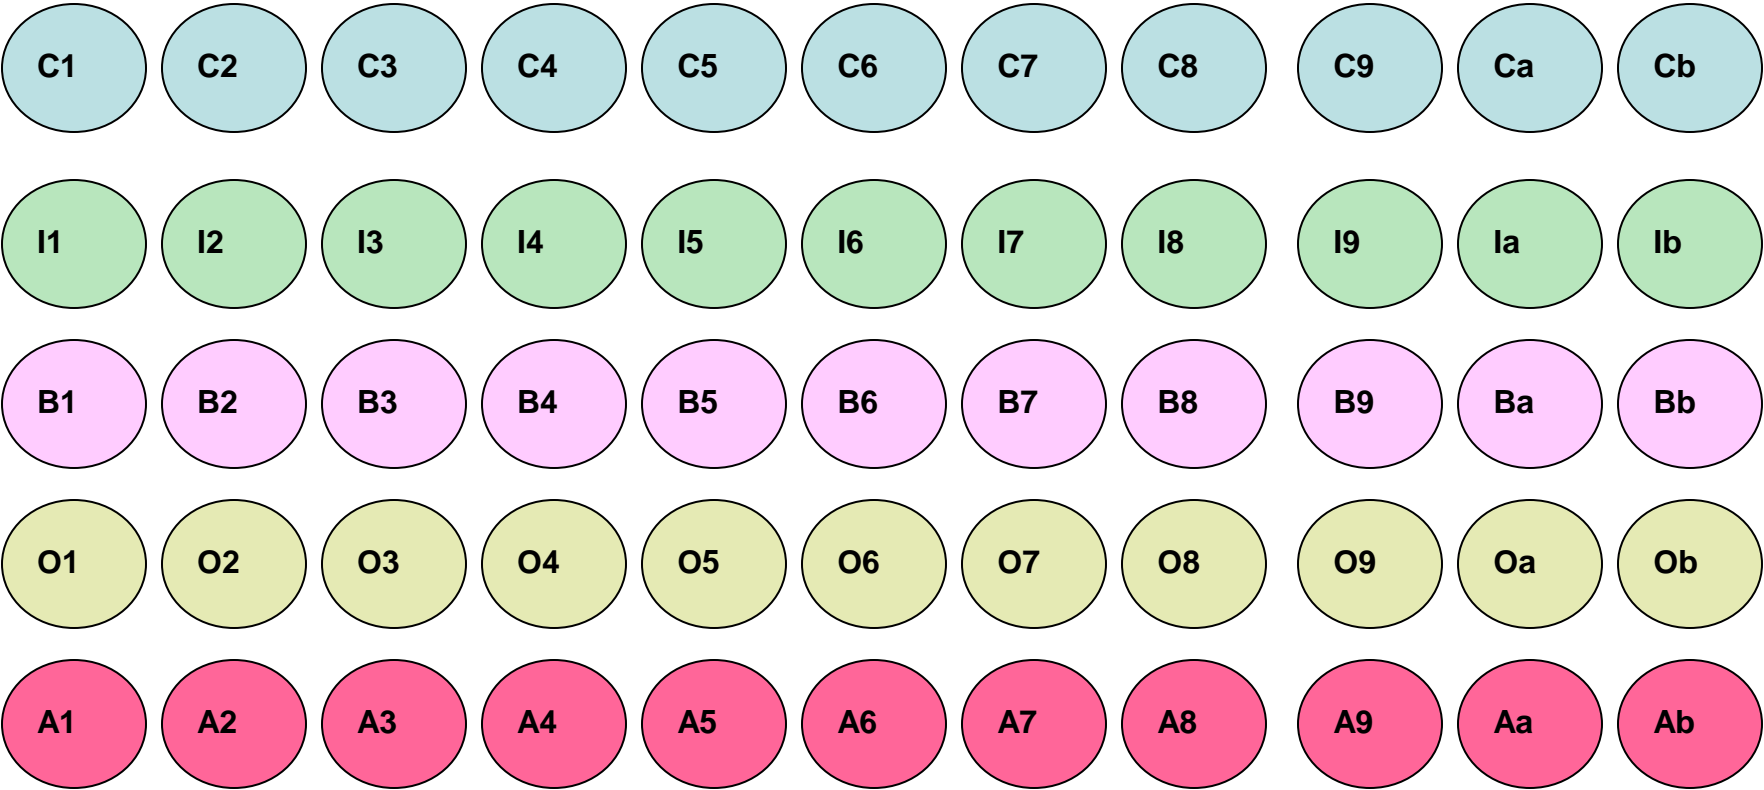 C1 C2 C3 C4 C5 C6 C7 C8 C9 Ca Cb
I1 I2 I3 I4 I5 I6 I7 I8 I9 Ia Ib
B1 B2 B3 B4 B5 B6 B7 B8 B9 Ba Bb
O1 O2 O3 O4 O5 O6 O7 O8 O9 Oa Ob
A1 A2 A3 A4 A5 A6 A7 A8 A9 Aa Ab